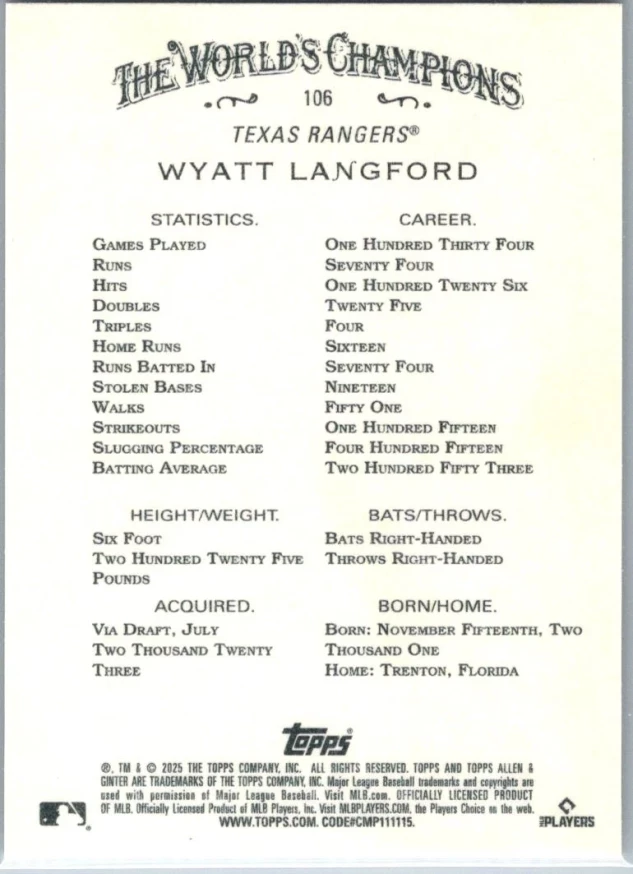 THE WORLD'S CHAMPIONS
106
TEXAS RANGERS®
WYATT LANGFORD
STATISTICS. CAREER.
GAMES PLAYED ONE HUNDRED THIRTY FOUR
RUNS SEVENTY FOUR
HITS ONE HUNDRED TWENTY SIX
DOUBLES TWENTY FIVE
TRIPLES FOUR
HOME RUNS SIXTEEN
RUNS BATTED IN SEVENTY FOUR
STOLEN BASES NINETEEN
WALKS FIFTY ONE
STRIKEOUTS ONE HUNDRED FIFTEEN
SLUGGING PERCENTAGE FOUR HUNDRED FIFTEEN
BATTING AVERAGE TWO HUNDRED FIFTY THREE
HEIGHT/WEIGHT. BATS/THROWS.
SIX FOOT BATS RIGHT-HANDED
TWO HUNDRED TWENTY FIVE THROWS RIGHT-HANDED
POUNDS
ACQUIRED. BORN/HOME.
VIA DRAFT, JULY BORN: NOVEMBER FIFTEENTH, TWO
TWO THOUSAND TWENTY THOUSAND ONE
THREE HOME: TRENTON, FLORIDA
Topps®
®, TM & © 2025 THE TOPPS COMPANY, INC. ALL RIGHTS RESERVED. TOPPS AND TOPPS ALLEN &
GINTER ARE TRADEMARKS OF THE TOPPS COMPANY, INC. Major League Baseball trademarks and copyrights are
used with permission of Major League Baseball. Visit MLB.com. OFFICIALLY LICENSED PRODUCT
OF MLB. Officially Licensed Product of MLB Players, Inc. Visit MLBPLAYERS.COM, the Players Choice on the web.
WWW.TOPPS.COM. CODE#CMP111115.
MLB PLAYERS